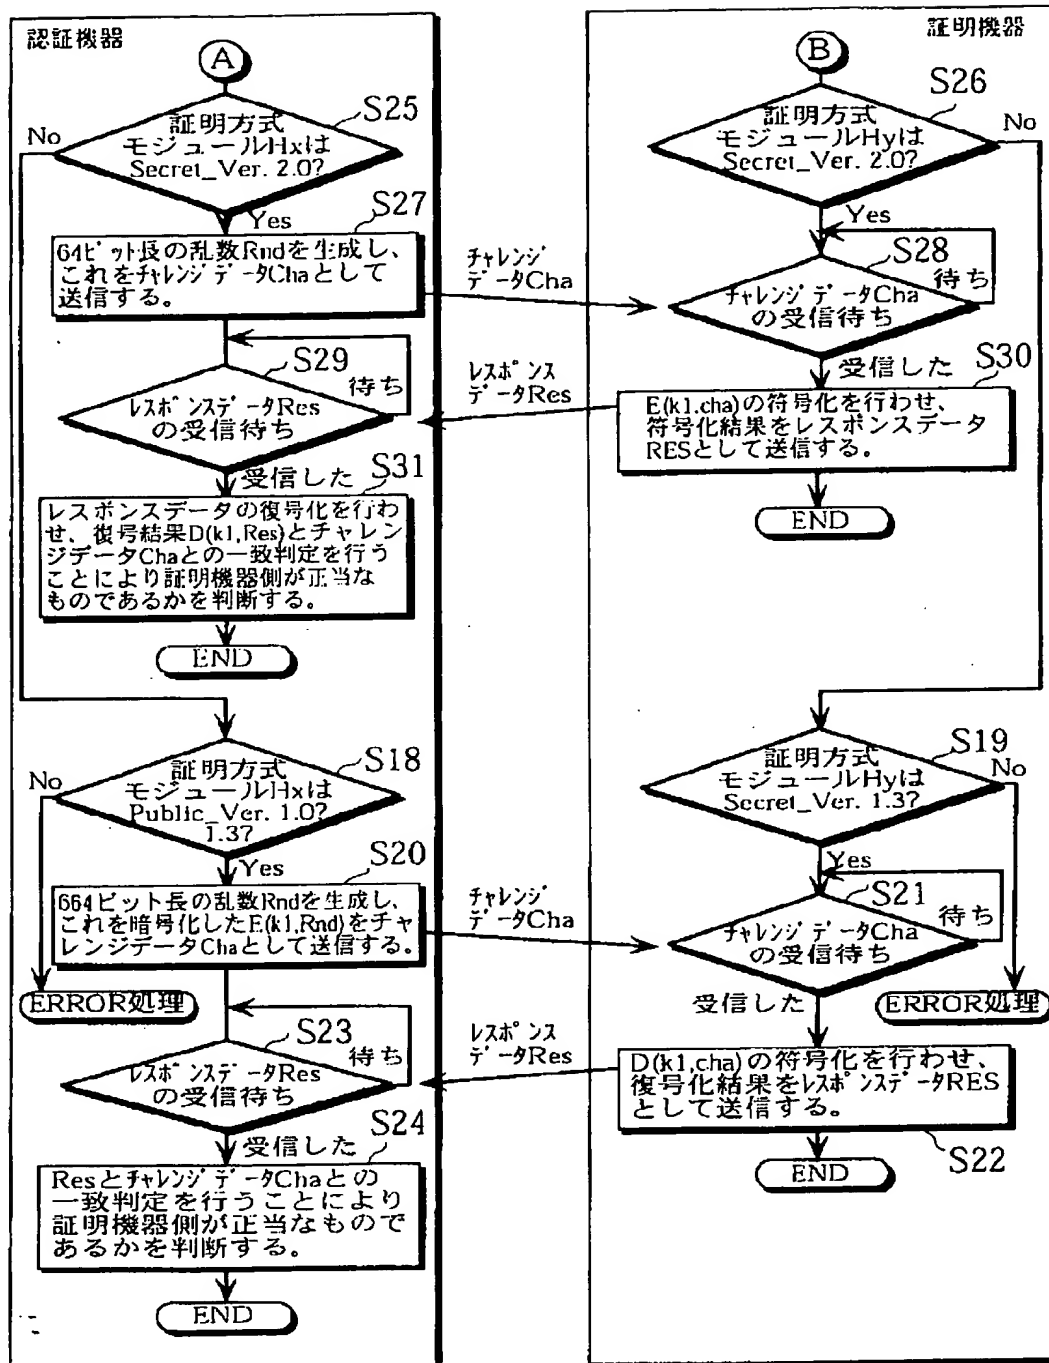 認証機器
A
S25
証明方式
モジュールHxは
Secret_Ver. 2.0?
No
Yes
S27
64ビット長の乱数Rndを生成し、
これをチャレンジデータChaとして
送信する。
S29
待ち
レスポンスデータRes
の受信待ち
受信した
S31
レスポンスデータの復号化を行わ
せ、復号結果D(k1,Res)とチャレン
ジデータChaとの一致判定を行う
ことにより証明機器側が正当な
ものであるかを判断する。
END
S18
証明方式
モジュールHxは
Public_Ver. 1.0?
1.3?
No
Yes
S20
664ビット長の乱数Rndを生成し、
これを暗号化したE(k1,Rnd)をチャ
レンジデータChaとして送信する。
ERROR処理
S23
待ち
レスポンスデータRes
の受信待ち
受信した
S24
ResとチャレンジデータChaとの
一致判定を行うことにより
証明機器側が正当なもので
あるかを判断する。
END
チャレンジ
データCha
レスポンス
データRes
チャレンジ
データCha
レスポンス
データRes
証明機器
B
S26
証明方式
モジュールHyは
Secret_Ver. 2.0?
No
Yes
S28
待ち
チャレンジデータCha
の受信待ち
受信した
S30
E(k1.cha)の符号化を行わせ、
符号化結果をレスポンスデータ
RESとして送信する。
END
S19
証明方式
モジュールHyは
Secret_Ver. 1.3?
No
Yes
S21
待ち
チャレンジデータCha
の受信待ち
受信した
ERROR処理
D(k1,cha)の符号化を行わせ、
復号化結果をレスポンスデータRES
として送信する。
S22
END